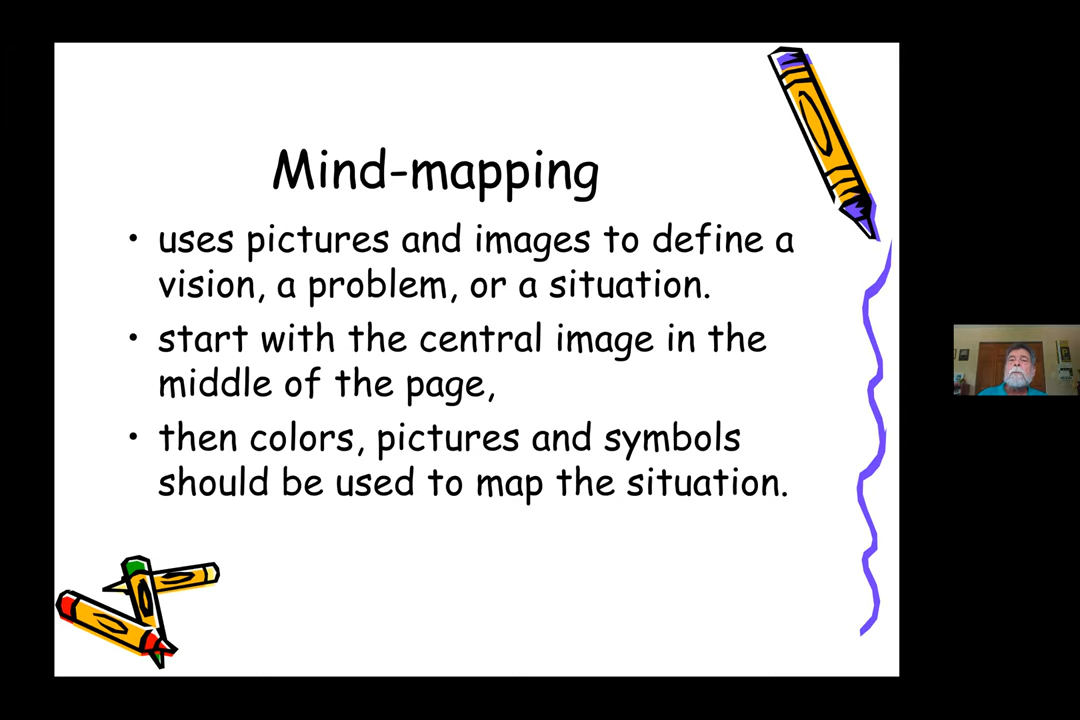 Mind-mapping
• uses pictures and images to define a
vision, a problem, or a situation.
• start with the central image in the
middle of the page,
• then colors, pictures and symbols
should be used to map the situation.